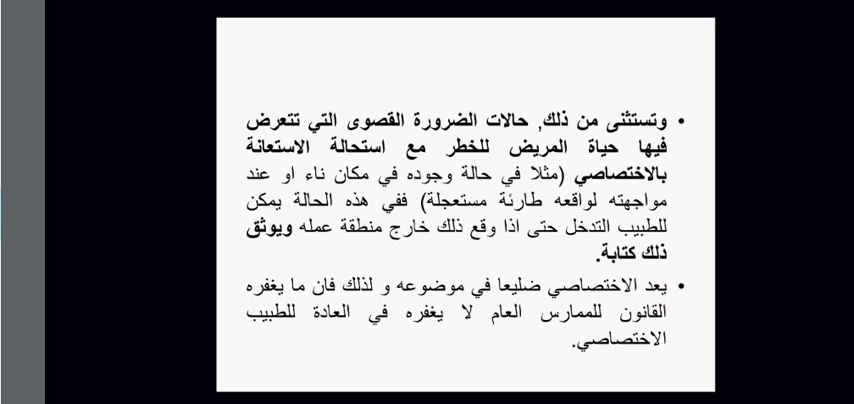 • وتستثنى من ذلك, حالات الضرورة القصوى التي تتعرض
فيها حياة المريض للخطر مع استحالة الاستعانة
بالاختصاصي (مثلا في حالة وجوده في مكان ناء او عند
مواجهته لواقعه طارئة مستعجلة) ففي هذه الحالة يمكن
للطبيب التدخل حتى اذا وقع ذلك خارج منطقة عمله ويوثق
ذلك كتابة.
• يعد الاختصاصي ضليعا في موضوعه و لذلك فان ما يغفره
القانون للممارس العام لا يغفره في العادة للطبيب
الاختصاصي.